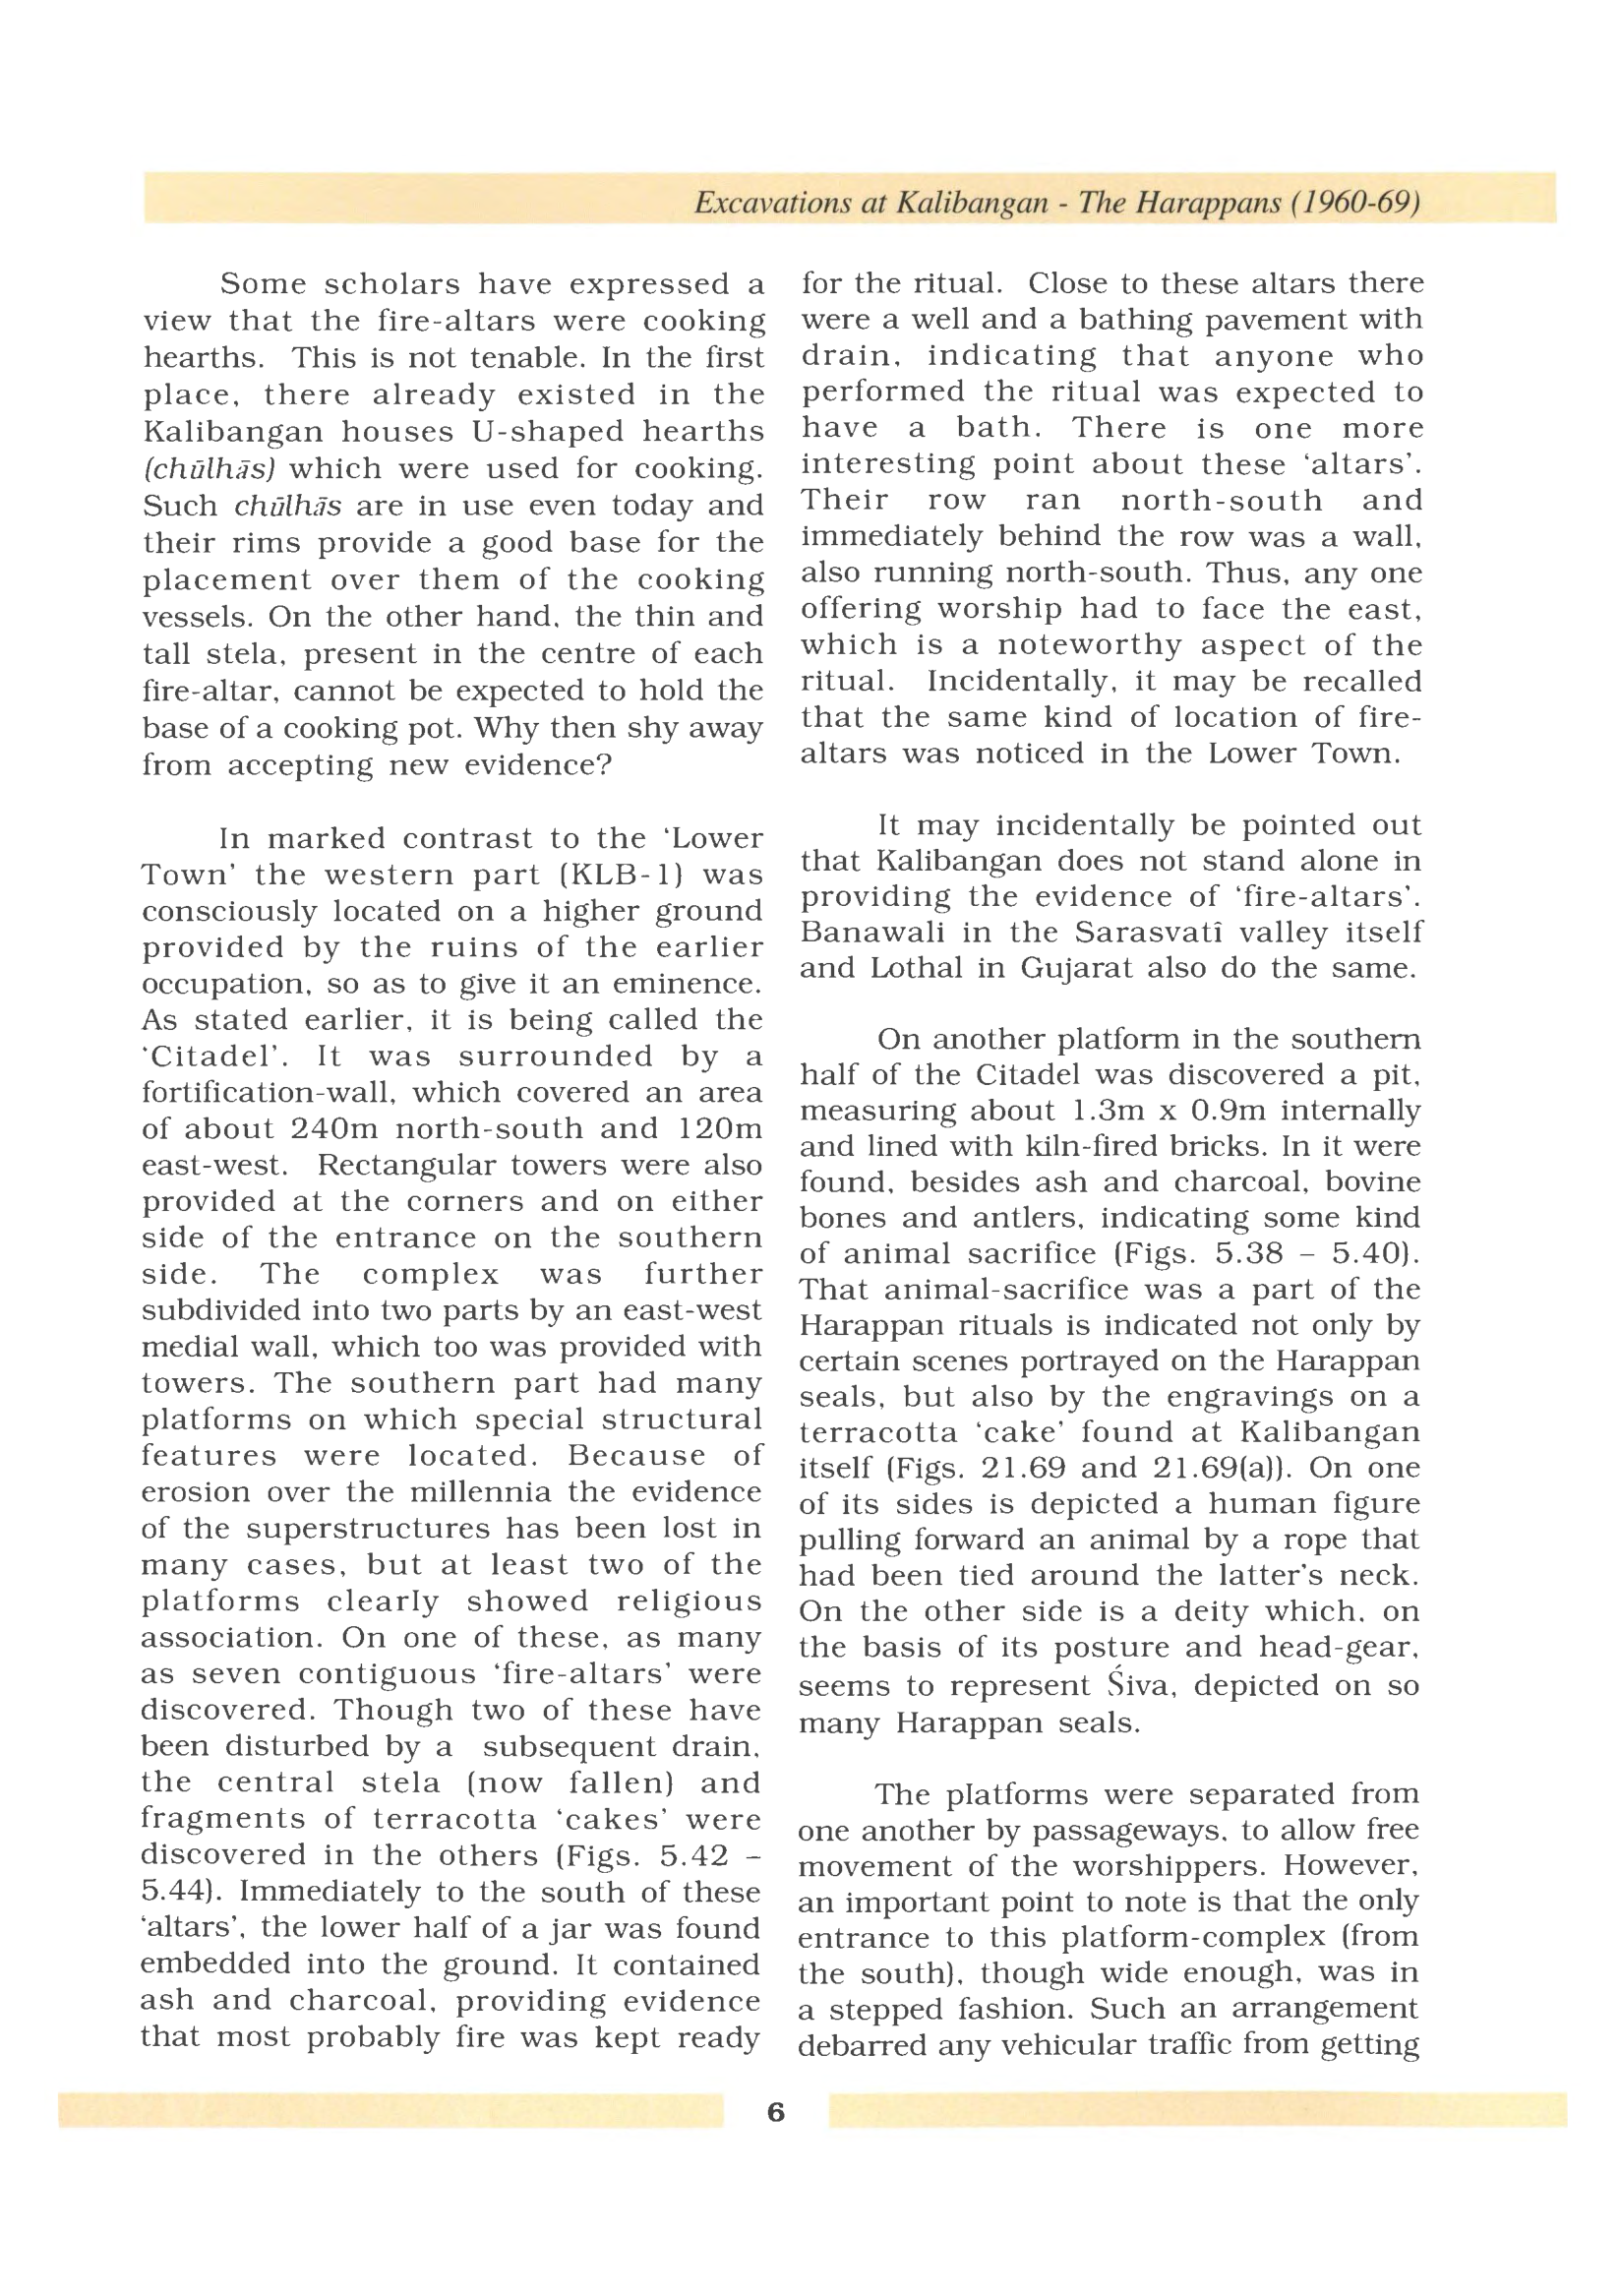 Excavations at Kalibangan - The Harappans (1960-69)
Some scholars have expressed a
view that the fire-altars were cooking
hearths. This is not tenable. In the first
place, there already existed in the
Kalibangan houses U-shaped hearths
(chūlhās) which were used for cooking.
Such chūlhās are in use even today and
their rims provide a good base for the
placement over them of the cooking
vessels. On the other hand, the thin and
tall stela, present in the centre of each
fire-altar, cannot be expected to hold the
base of a cooking pot. Why then shy away
from accepting new evidence?
In marked contrast to the ‘Lower
Town’ the western part (KLB-1) was
consciously located on a higher ground
provided by the ruins of the earlier
occupation, so as to give it an eminence.
As stated earlier, it is being called the
‘Citadel’. It was surrounded by a
fortification-wall, which covered an area
of about 240m north-south and 120m
east-west. Rectangular towers were also
provided at the corners and on either
side of the entrance on the southern
side. The complex was further
subdivided into two parts by an east-west
medial wall, which too was provided with
towers. The southern part had many
platforms on which special structural
features were located. Because of
erosion over the millennia the evidence
of the superstructures has been lost in
many cases, but at least two of the
platforms clearly showed religious
association. On one of these, as many
as seven contiguous ‘fire-altars’ were
discovered. Though two of these have
been disturbed by a subsequent drain,
the central stela (now fallen) and
fragments of terracotta ‘cakes’ were
discovered in the others (Figs. 5.42 –
5.44). Immediately to the south of these
‘altars’, the lower half of a jar was found
embedded into the ground. It contained
ash and charcoal, providing evidence
that most probably fire was kept ready
for the ritual. Close to these altars there
were a well and a bathing pavement with
drain, indicating that anyone who
performed the ritual was expected to
have a bath. There is one more
interesting point about these ‘altars’.
Their row ran north-south and
immediately behind the row was a wall,
also running north-south. Thus, any one
offering worship had to face the east,
which is a noteworthy aspect of the
ritual. Incidentally, it may be recalled
that the same kind of location of fire-
altars was noticed in the Lower Town.
It may incidentally be pointed out
that Kalibangan does not stand alone in
providing the evidence of ‘fire-altars’.
Banawali in the Sarasvatî valley itself
and Lothal in Gujarat also do the same.
On another platform in the southern
half of the Citadel was discovered a pit,
measuring about 1.3m x 0.9m internally
and lined with kiln-fired bricks. In it were
found, besides ash and charcoal, bovine
bones and antlers, indicating some kind
of animal sacrifice (Figs. 5.38 – 5.40).
That animal-sacrifice was a part of the
Harappan rituals is indicated not only by
certain scenes portrayed on the Harappan
seals, but also by the engravings on a
terracotta ‘cake’ found at Kalibangan
itself (Figs. 21.69 and 21.69(a)). On one
of its sides is depicted a human figure
pulling forward an animal by a rope that
had been tied around the latter’s neck.
On the other side is a deity which, on
the basis of its posture and head-gear,
seems to represent Śiva, depicted on so
many Harappan seals.
The platforms were separated from
one another by passageways, to allow free
movement of the worshippers. However,
an important point to note is that the only
entrance to this platform-complex (from
the south), though wide enough, was in
a stepped fashion. Such an arrangement
debarred any vehicular traffic from getting
6